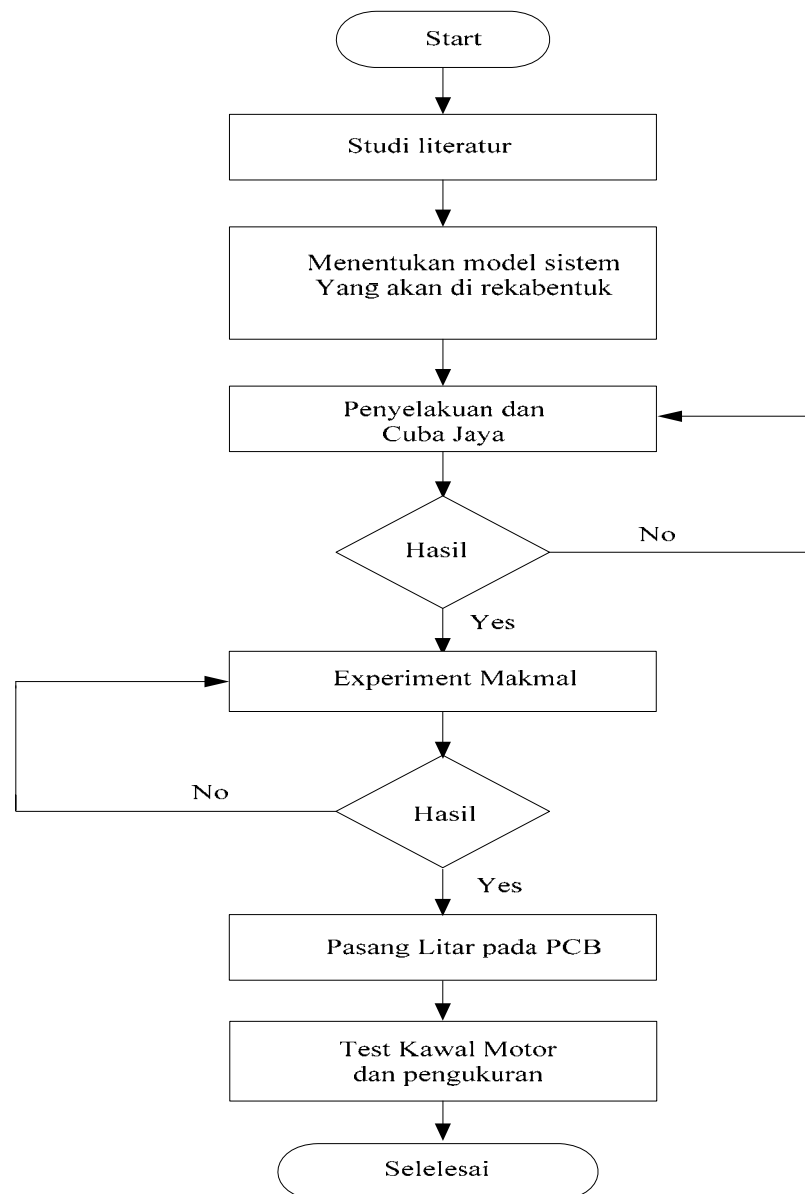 Start
Studi literatur
Menentukan model sistem
Yang akan di rekabentuk
Penyelakuan dan
Cuba Jaya
Hasil
No
Yes
Experiment Makmal
No
Hasil
Yes
Pasang Litar pada PCB
Test Kawal Motor
dan pengukuran
Selelesai